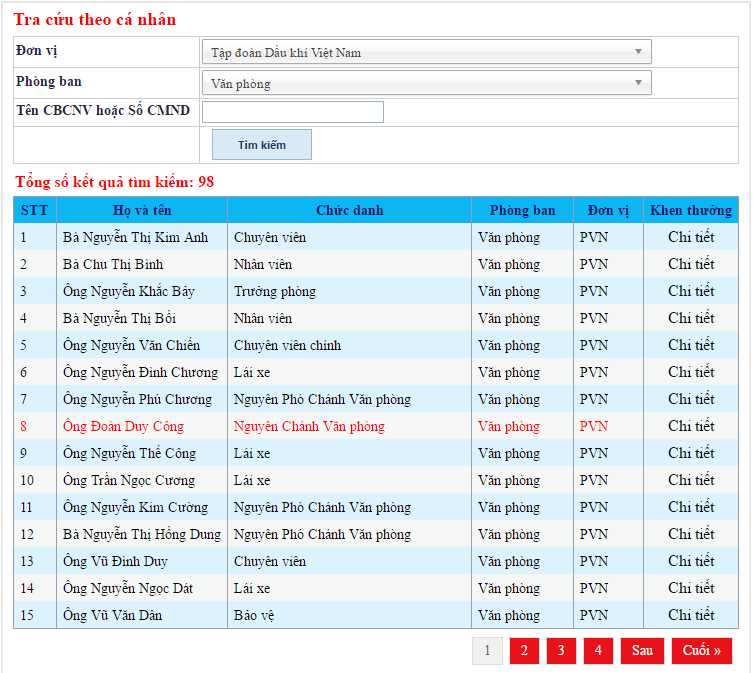 Tra cứu theo cá nhân
Đơn vị Tập đoàn Dầu khí Việt Nam
Phòng ban Văn phòng
Tên CBCNV hoặc Số CMND
Tìm kiếm
Tổng số kết quả tìm kiếm: 98
STT Họ và tên Chức danh Phòng ban Đơn vị Khen thưởng
1 Bà Nguyễn Thị Kim Anh Chuyên viên Văn phòng PVN Chi tiết
2 Bà Chu Thị Bình Nhân viên Văn phòng PVN Chi tiết
3 Ông Nguyễn Khắc Bảy Trưởng phòng Văn phòng PVN Chi tiết
4 Bà Nguyễn Thị Bồi Nhân viên Văn phòng PVN Chi tiết
5 Ông Nguyễn Văn Chiến Chuyên viên chính Văn phòng PVN Chi tiết
6 Ông Nguyễn Đình Chương Lái xe Văn phòng PVN Chi tiết
7 Ông Nguyễn Phú Chương Nguyên Phó Chánh Văn phòng Văn phòng PVN Chi tiết
8 Ông Đoàn Duy Công Nguyên Chánh Văn phòng Văn phòng PVN Chi tiết
9 Ông Nguyễn Thế Công Lái xe Văn phòng PVN Chi tiết
10 Ông Trần Ngọc Cương Lái xe Văn phòng PVN Chi tiết
11 Ông Nguyễn Kim Cường Nguyên Phó Chánh Văn phòng Văn phòng PVN Chi tiết
12 Bà Nguyễn Thị Hồng Dung Nguyên Phó Chánh Văn phòng Văn phòng PVN Chi tiết
13 Ông Vũ Đình Duy Chuyên viên Văn phòng PVN Chi tiết
14 Ông Nguyễn Ngọc Dát Lái xe Văn phòng PVN Chi tiết
15 Ông Vũ Văn Dân Bảo vệ Văn phòng PVN Chi tiết
1 2 3 4 Sau Cuối »